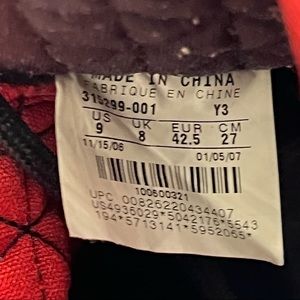 MADE IN CHINA
FABRIQUE EN CHINE
315299-001 Y3
US UK EUR CM
9 8 42.5 27
11/15/06 01/05/07
100600321
UPC 00826220434407
US4936029*5042176*5543
194*5713141*5952065*